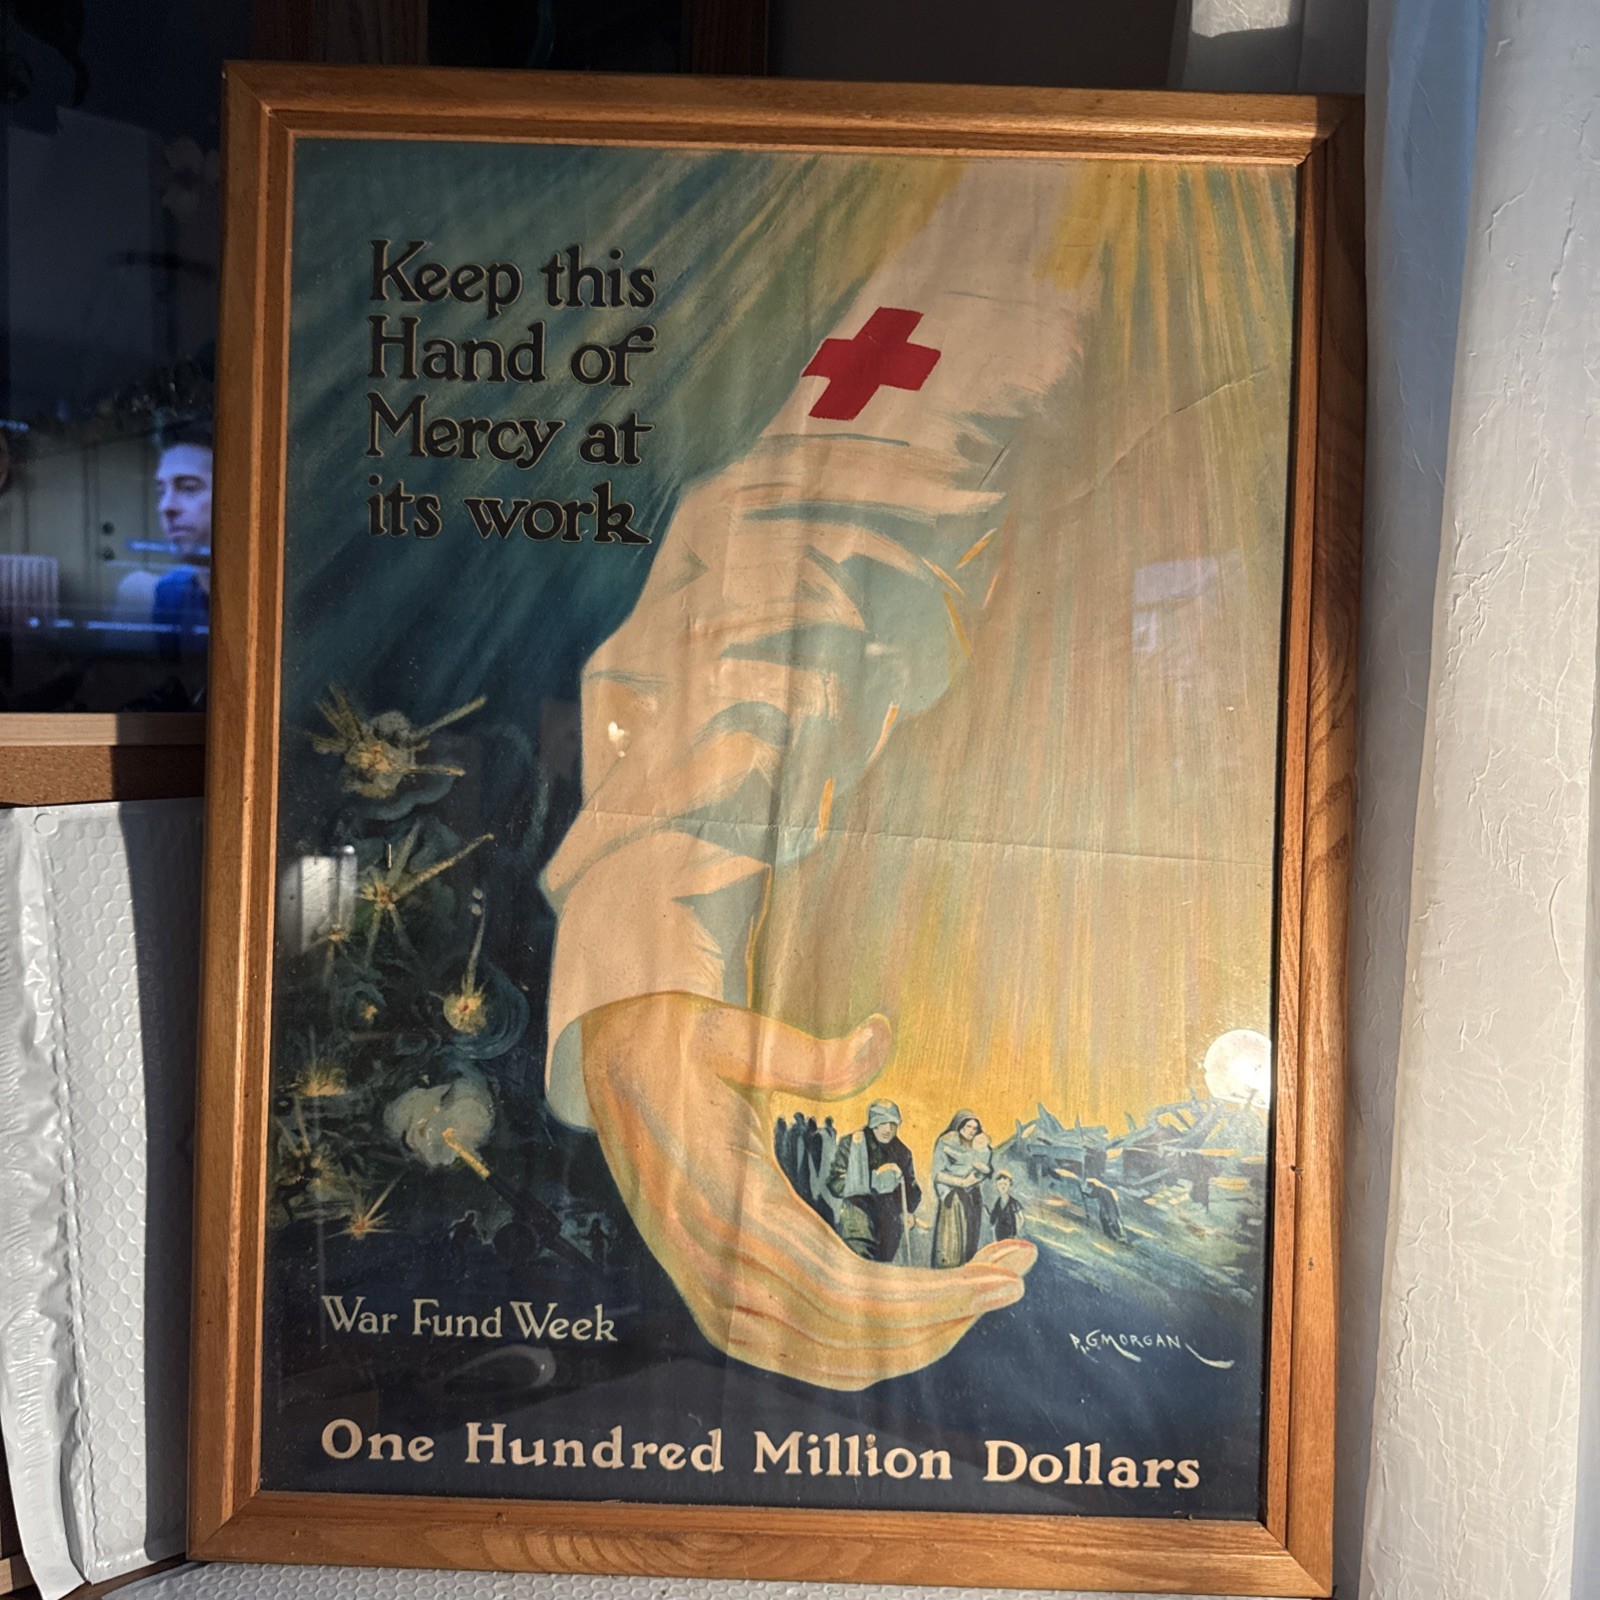 Keep this
Hand of
Mercy at
its work
War Fund Week
P.G.MORGAN
One Hundred Million Dollars